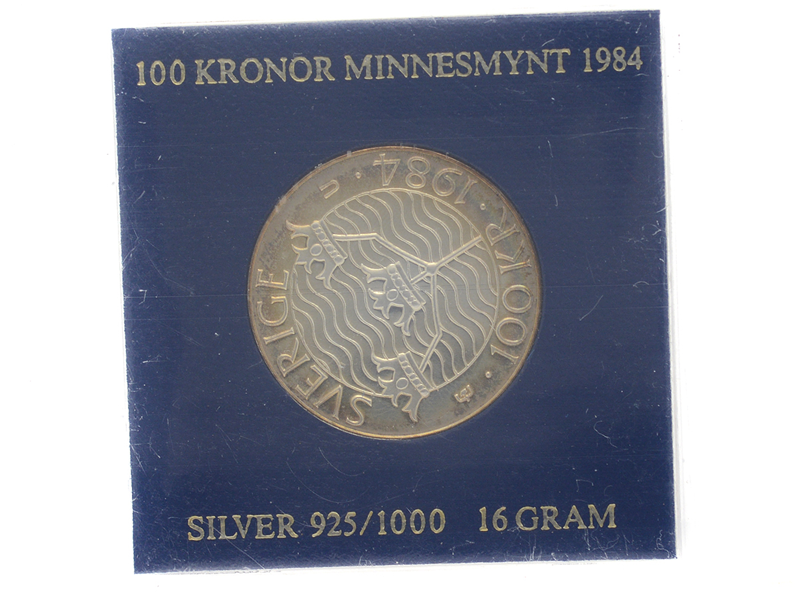 100 KRONOR MINNESMYNT 1984
SVERIGE
U · 1984 · 100 KR ·
SILVER 925/1000 16 GRAM